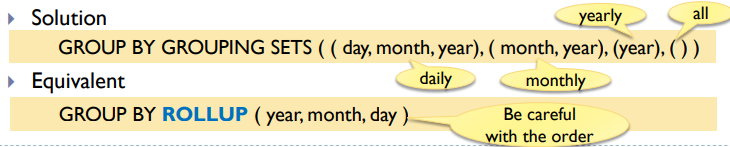 Solution
yearly
all
GROUP BY GROUPING SETS ( ( day, month, year), ( month, year), (year), ( ) )
Equivalent
daily
monthly
GROUP BY ROLLUP ( year, month, day )
Be careful
with the order